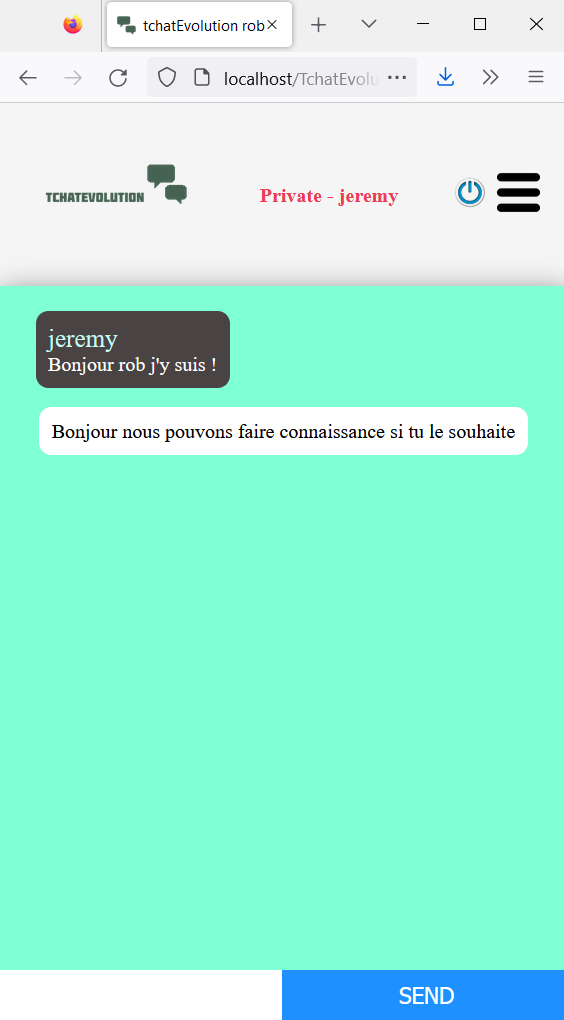 tchatEvolution rob
localhost/TchatEvolu
TCHATEVOLUTION
Private - jeremy
jeremy
Bonjour rob j'y suis !
Bonjour nous pouvons faire connaissance si tu le souhaite
SEND